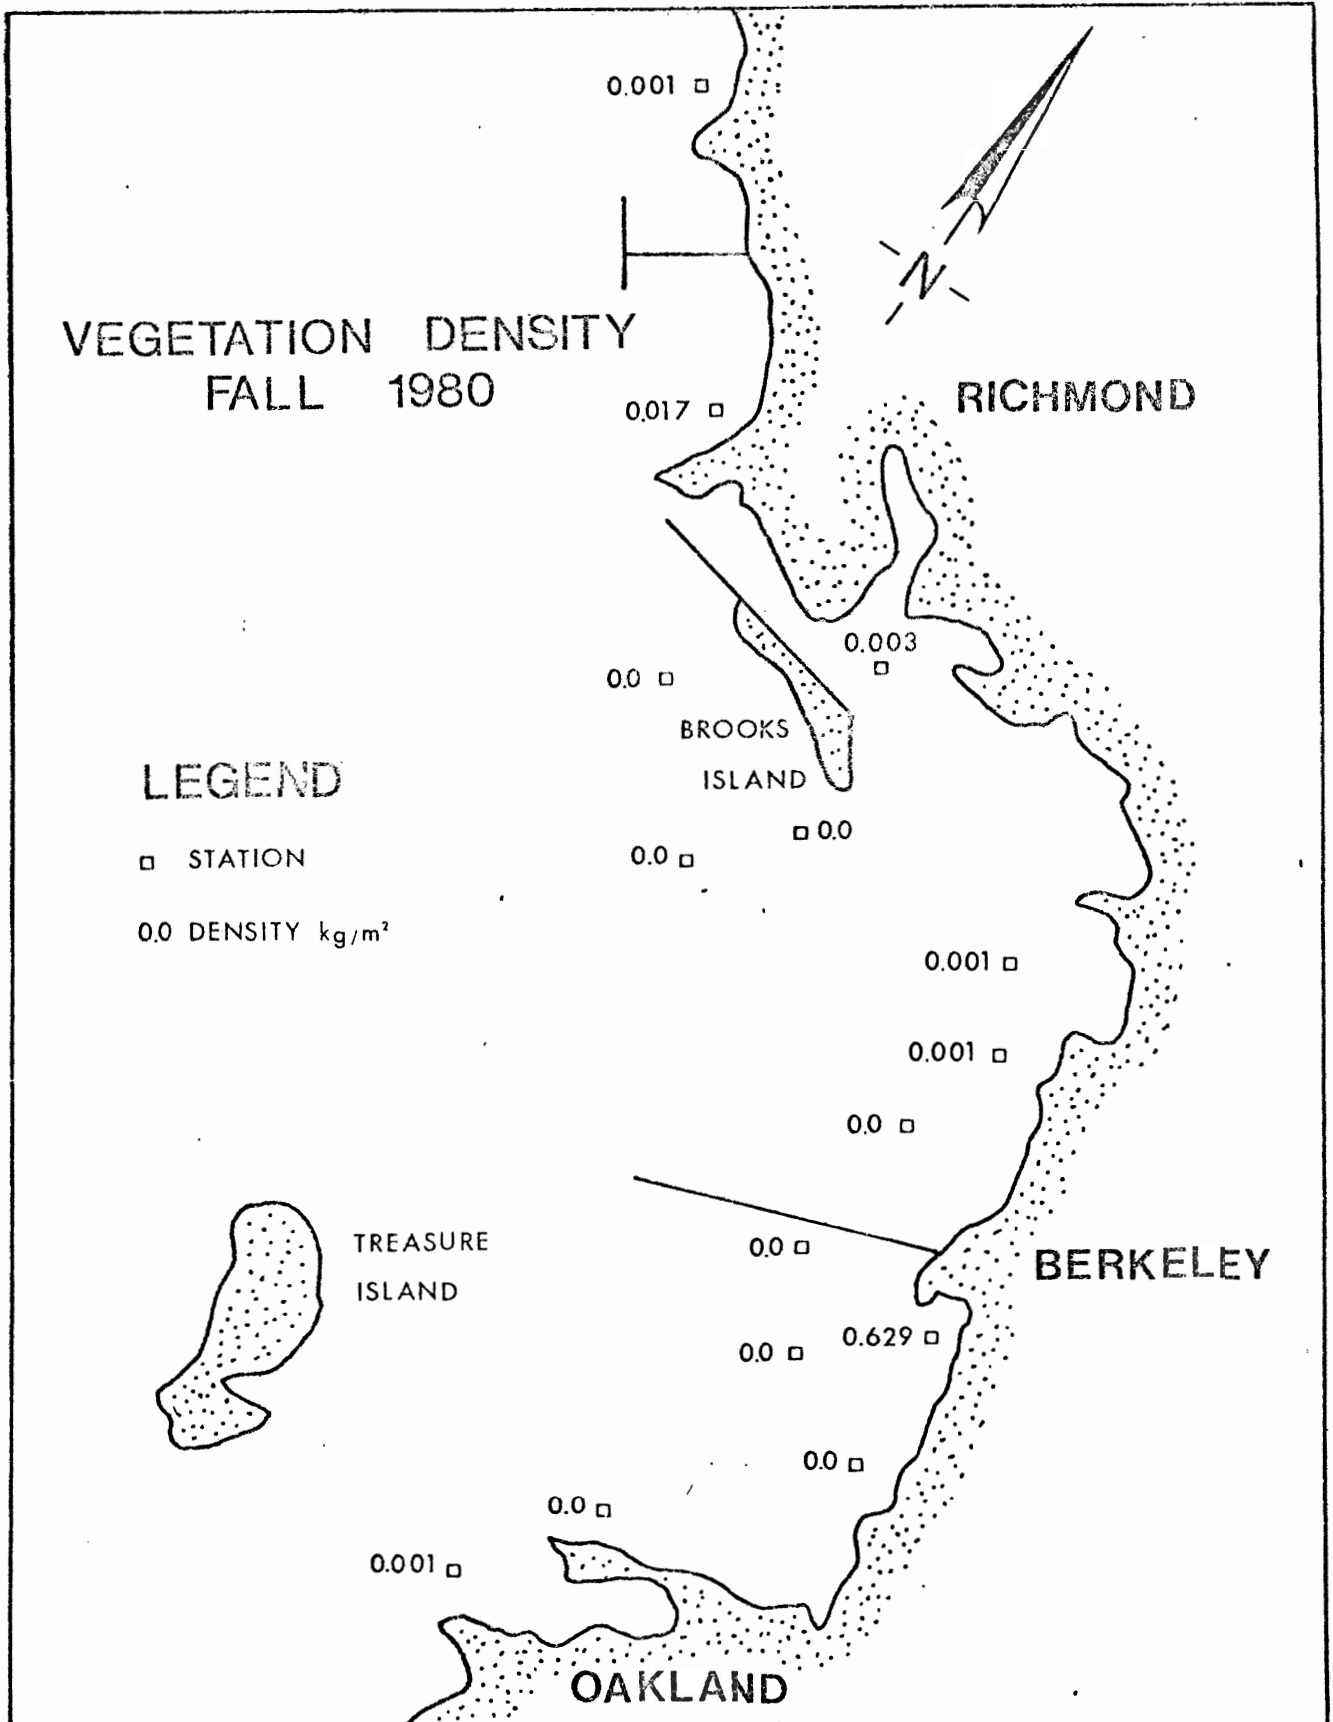 0.001
N
VEGETATION DENSITY
FALL 1980
RICHMOND
0.017
0.003
0.0
BROOKS
ISLAND
LEGEND
STATION
0.0
0.0
0.0 DENSITY kg/m²
0.001
0.001
0.0
TREASURE
ISLAND
0.0
BERKELEY
0.629
0.0
0.0
0.0
0.001
OAKLAND